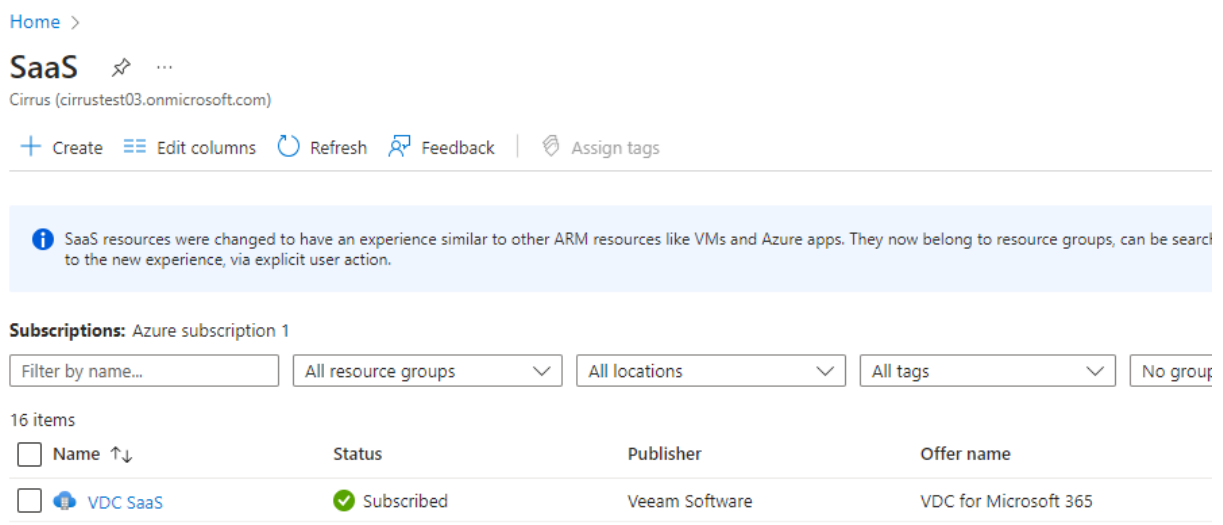 Home >
SaaS ...
Cirrus (cirrustest03.onmicrosoft.com)
+ Create Edit columns Refresh Feedback | Assign tags
SaaS resources were changed to have an experience similar to other ARM resources like VMs and Azure apps. They now belong to resource groups, can be
to the new experience, via explicit user action.
Subscriptions: Azure subscription 1
Filter by name... All resource groups All locations All tags No
16 items
Name ↑↓ Status Publisher Offer name
VDC SaaS Subscribed Veeam Software VDC for Microsoft 365